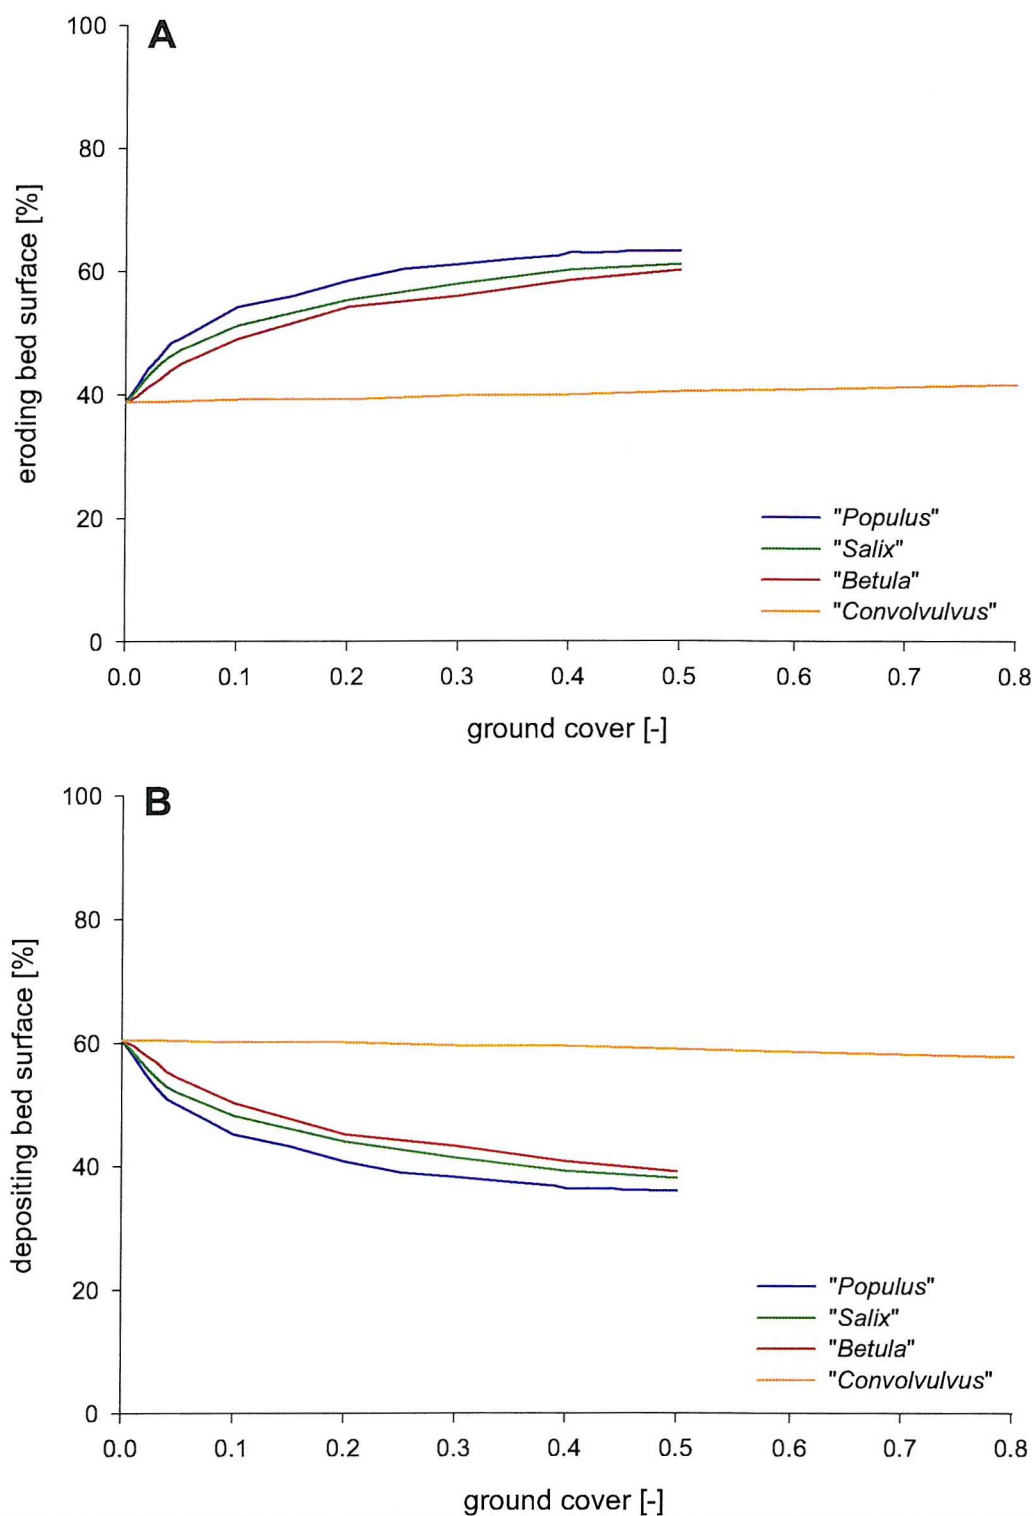 A
100
80
60
40
20
0
eroding bed surface [%]
"Populus"
"Salix"
"Betula"
"Convolvulvus"
0.0 0.1 0.2 0.3 0.4 0.5 0.6 0.7 0.8
ground cover [-]
B
100
80
60
40
20
0
depositing bed surface [%]
"Populus"
"Salix"
"Betula"
"Convolvulvus"
0.0 0.1 0.2 0.3 0.4 0.5 0.6 0.7 0.8
ground cover [-]